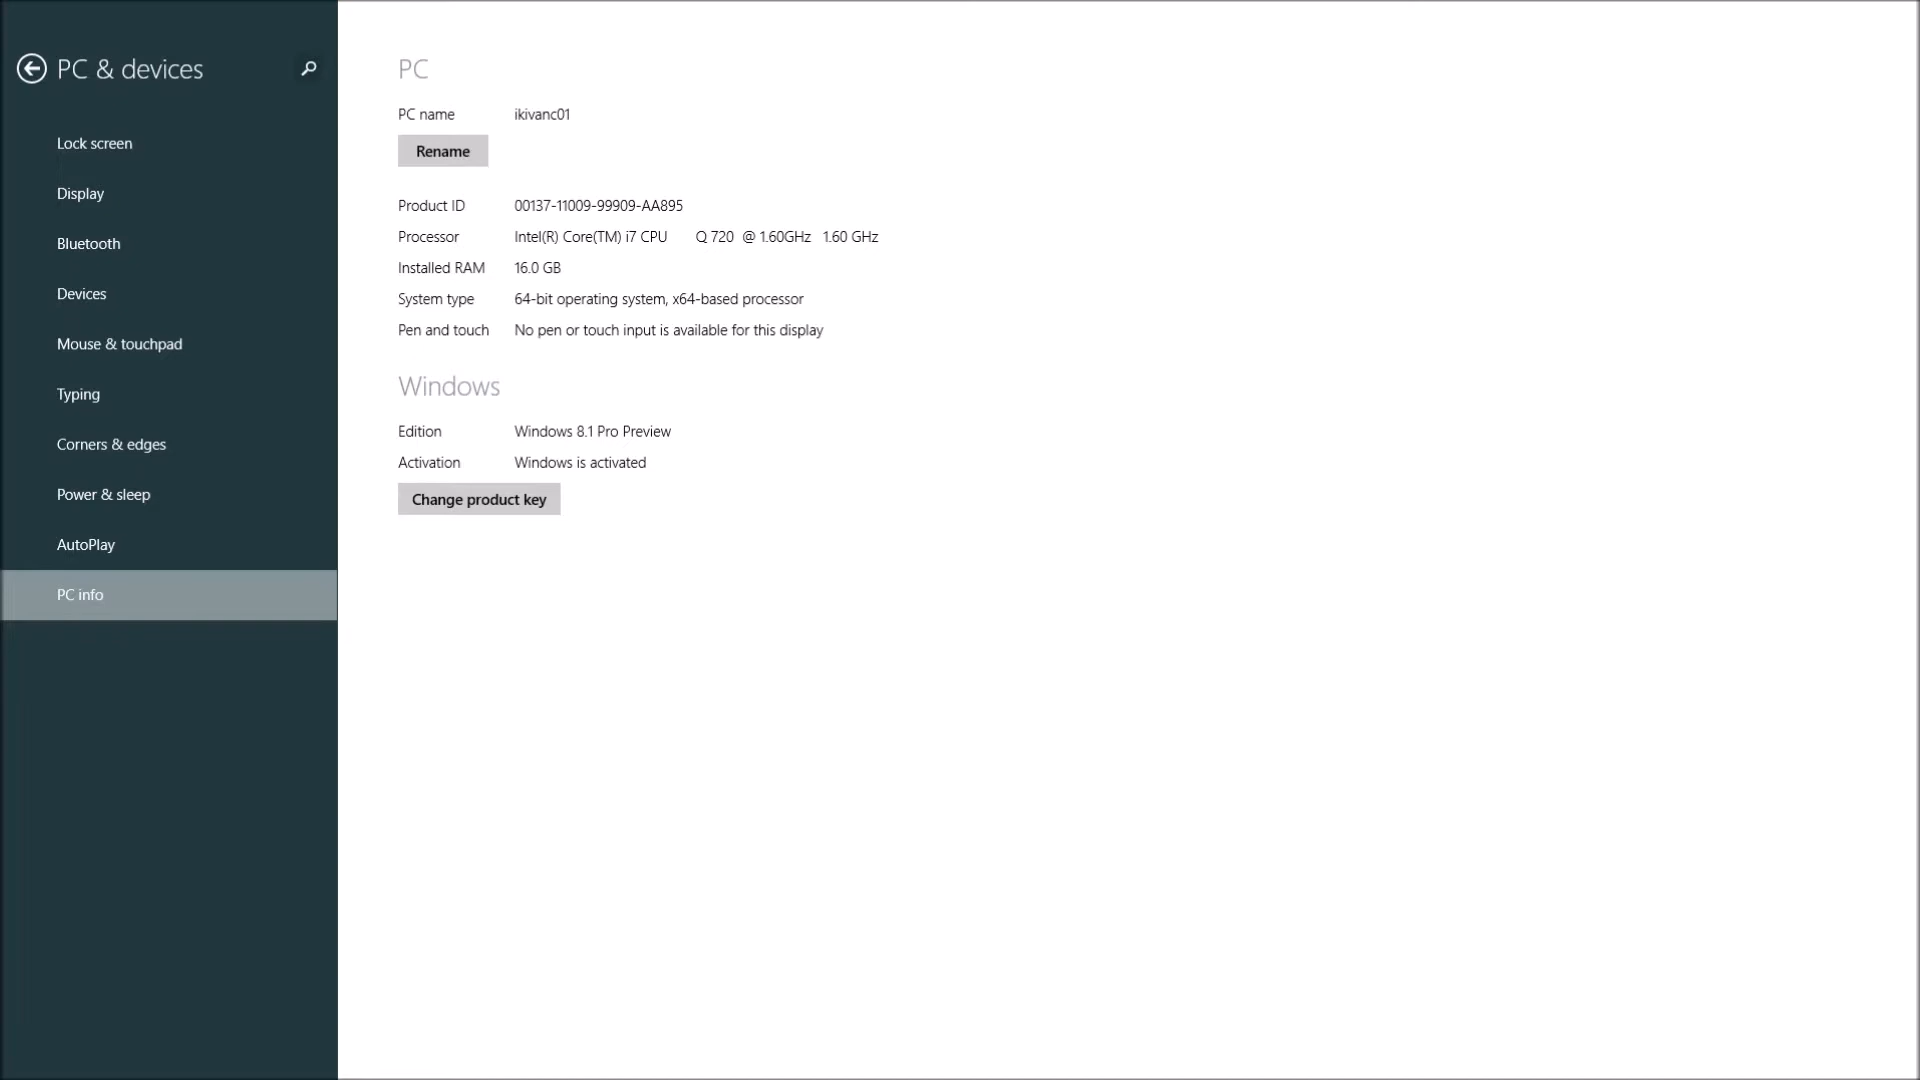 PC & devices
Lock screen
Display
Bluetooth
Devices
Mouse & touchpad
Typing
Corners & edges
Power & sleep
AutoPlay
PC info
PC
PC name ikivanc01
Rename
Product ID 00137-11009-99909-AA895
Processor Intel(R) Core(TM) i7 CPU Q 720 @ 1.60GHz 1.60 GHz
Installed RAM 16.0 GB
System type 64-bit operating system, x64-based processor
Pen and touch No pen or touch input is available for this display
Windows
Edition Windows 8.1 Pro Preview
Activation Windows is activated
Change product key